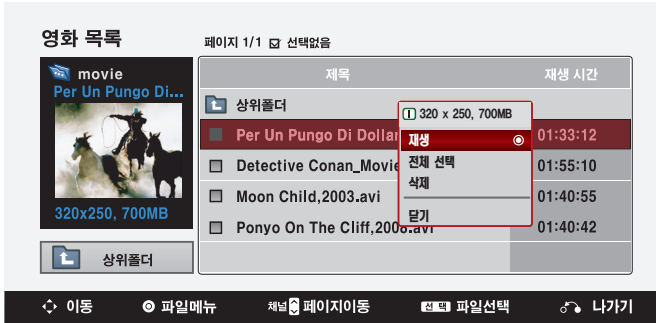 영화 목록
페이지 1/1 선택없음
movie
Per Un Pungo Di...
320x250, 700MB
상위폴더
제목 재생 시간
상위폴더
Per Un Pungo Di Dollar 01:33:12
Detective Conan_Movie 01:55:10
Moon Child,2003.avi 01:40:55
Ponyo On The Cliff,2008.avi 01:40:42
320 x 250, 700MB
재생
전체 선택
삭제
닫기
이동 파일메뉴 채널 페이지이동 선택 파일선택 나가기